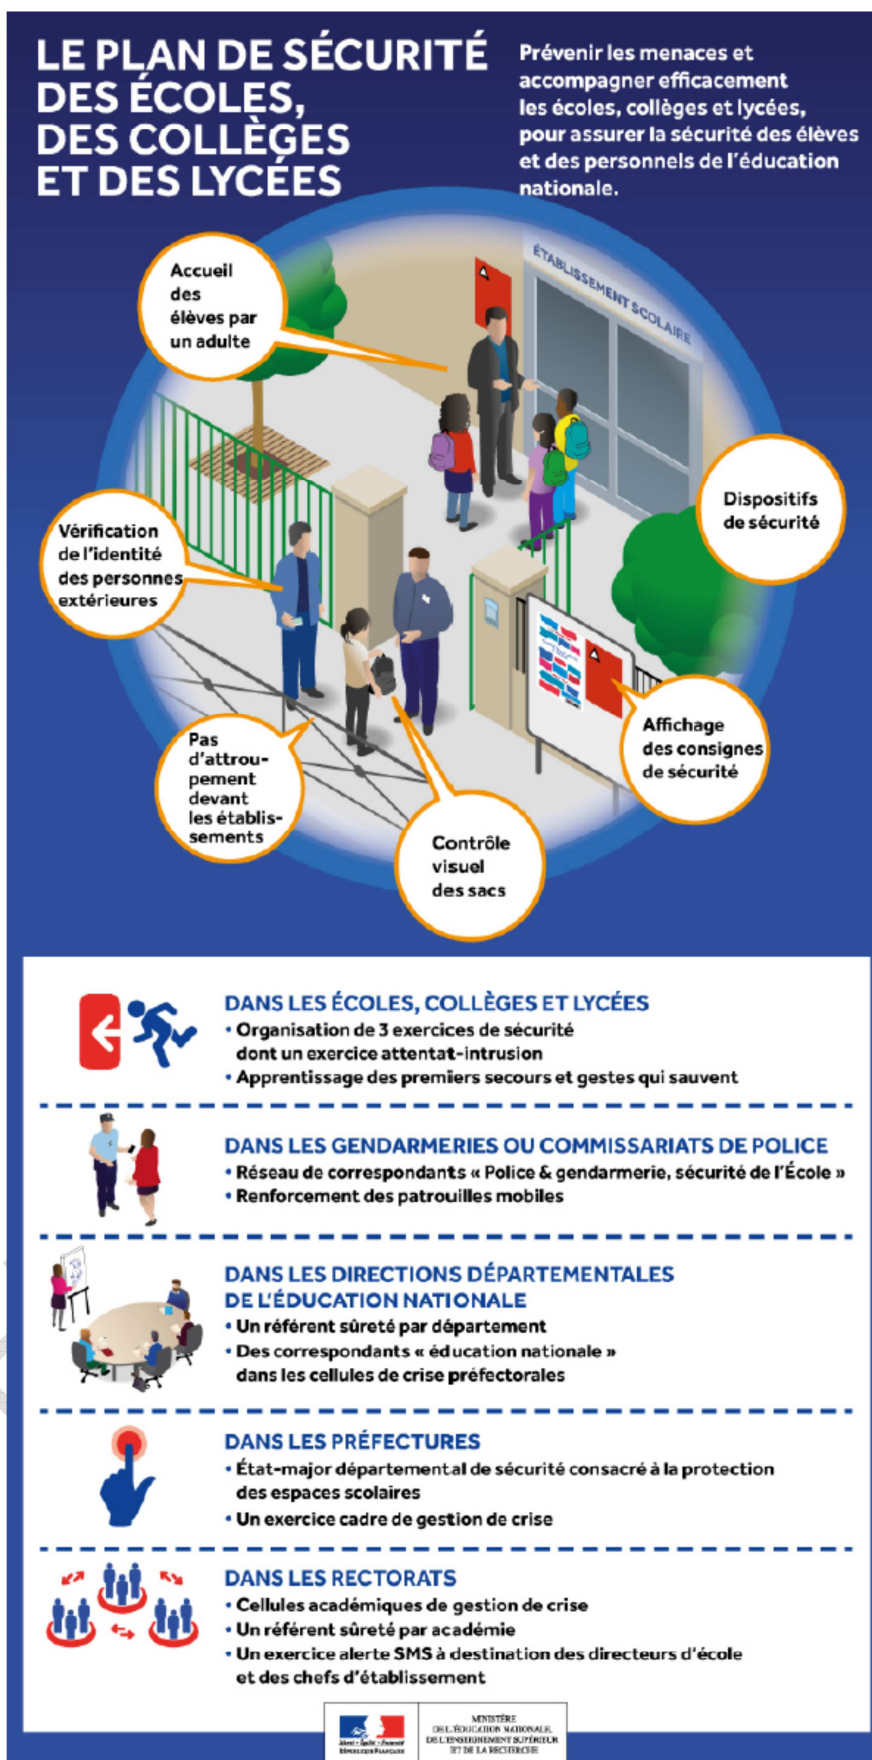 LE PLAN DE SÉCURITÉ
DES ÉCOLES,
DES COLLÈGES
ET DES LYCÉES
Prévenir les menaces et
accompagner efficacement
les écoles, collèges et lycées,
pour assurer la sécurité des élèves
et des personnels de l'éducation
nationale.
Accueil
des
élèves par
un adulte
ÉTABLISSEMENT SCOLAIRE
Dispositifs
de sécurité
Vérification
de l'identité
des personnes
extérieures
Affichage
des consignes
de sécurité
Pas
d'attrou-
pement
devant
les établis-
sements
Contrôle
visuel
des sacs
DANS LES ÉCOLES, COLLÈGES ET LYCÉES
• Organisation de 3 exercices de sécurité
dont un exercice attentat-intrusion
• Apprentissage des premiers secours et gestes qui sauvent
DANS LES GENDARMERIES OU COMMISSARIATS DE POLICE
• Réseau de correspondants « Police & gendarmerie, sécurité de l'École »
• Renforcement des patrouilles mobiles
DANS LES DIRECTIONS DÉPARTEMENTALES
DE L'ÉDUCATION NATIONALE
• Un référent sûreté par département
• Des correspondants « éducation nationale »
dans les cellules de crise préfectorales
DANS LES PRÉFECTURES
• État-major départemental de sécurité consacré à la protection
des espaces scolaires
• Un exercice cadre de gestion de crise
DANS LES RECTORATS
• Cellules académiques de gestion de crise
• Un référent sûreté par académie
• Un exercice alerte SMS à destination des directeurs d'école
et des chefs d'établissement
Liberté • Égalité • Fraternité
RÉPUBLIQUE FRANÇAISE
MINISTÈRE
DE L'ÉDUCATION NATIONALE,
DE L'ENSEIGNEMENT SUPÉRIEUR
ET DE LA RECHERCHE